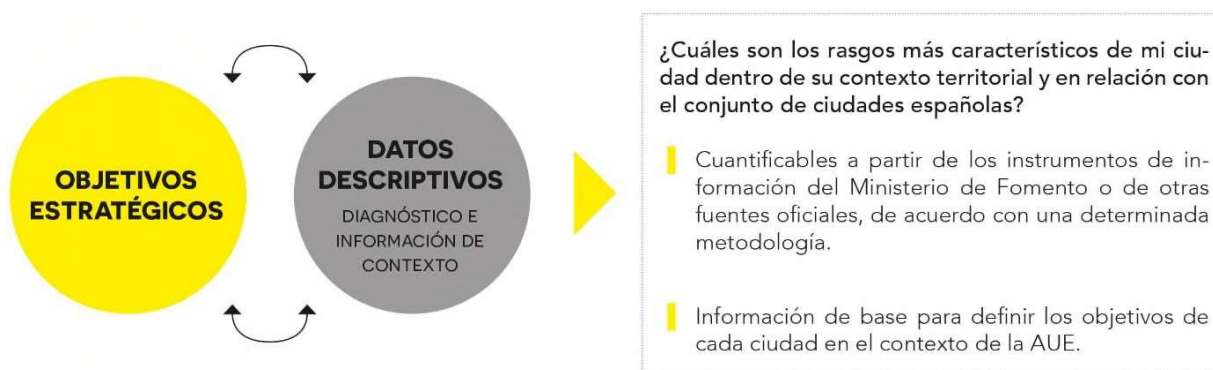 OBJETIVOS
ESTRATÉGICOS
DATOS
DESCRIPTIVOS
DIAGNÓSTICO E
INFORMACIÓN DE
CONTEXTO
¿Cuáles son los rasgos más característicos de mi ciu-
dad dentro de su contexto territorial y en relación con
el conjunto de ciudades españolas?
Cuantificables a partir de los instrumentos de in-
formación del Ministerio de Fomento o de otras
fuentes oficiales, de acuerdo con una determinada
metodología.
Información de base para definir los objetivos de
cada ciudad en el contexto de la AUE.